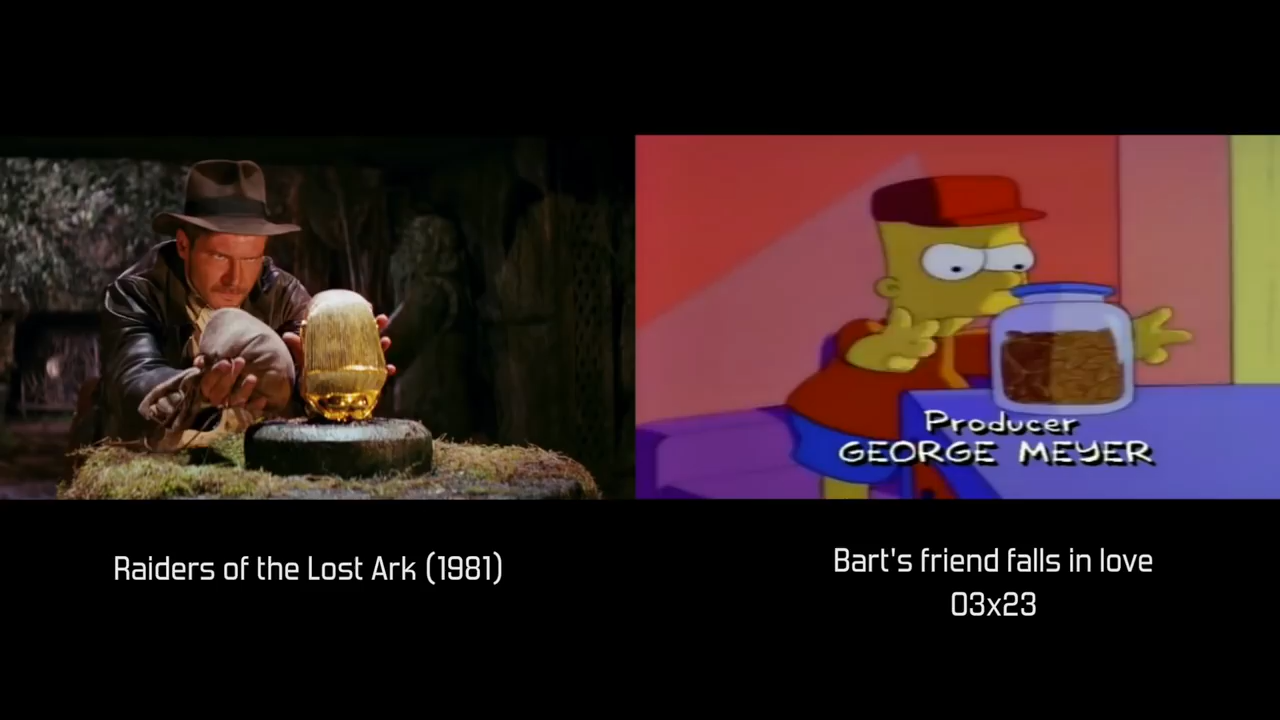 Producer
GEORGE MEYER
Raiders of the Lost Ark (1981)
Bart's friend falls in love
03x23